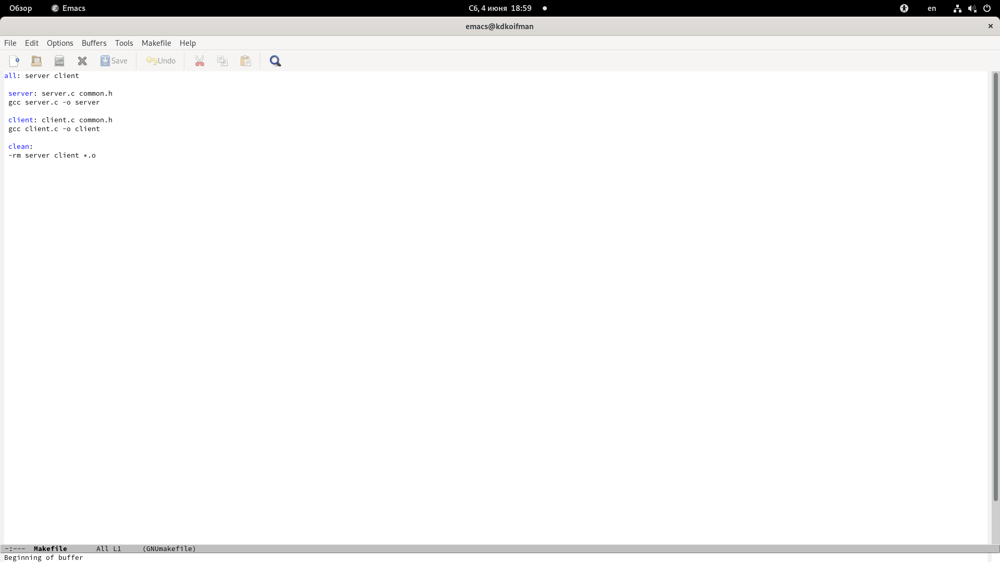 Обзор Emacs Сб, 4 июня 18:59 en
emacs@kdkoifman
File Edit Options Buffers Tools Makefile Help
Save Undo
all: server client
server: server.c common.h
gcc server.c -o server
client: client.c common.h
gcc client.c -o client
clean:
-rm server client *.o
-:--- Makefile All L1 (GNUmakefile)
Beginning of buffer